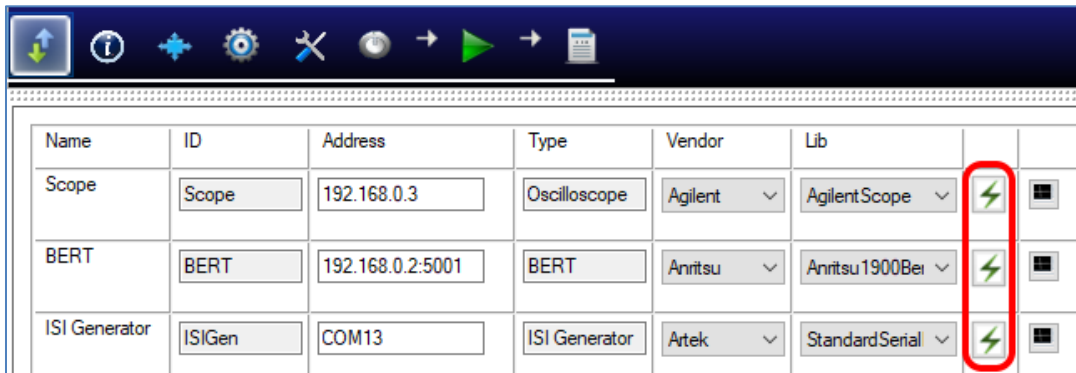 Name ID Address Type Vendor Lib
Scope Scope 192.168.0.3 Oscilloscope Agilent AgilentScope
BERT BERT 192.168.0.2:5001 BERT Anritsu Anritsu1900Ber
ISI Generator ISIGen COM13 ISI Generator Artek StandardSerial